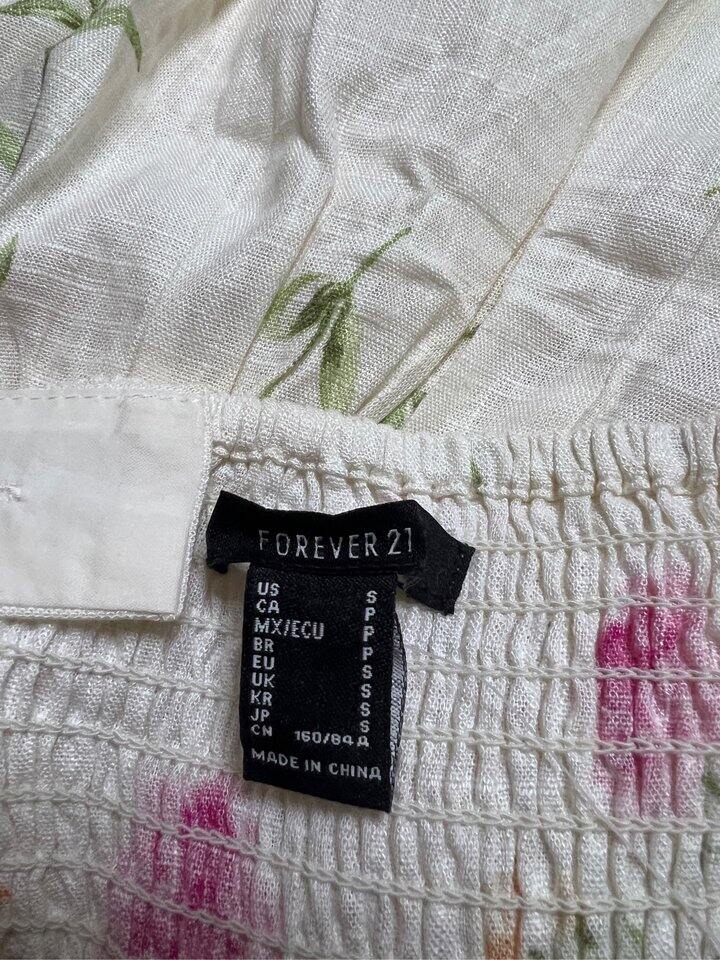 FOREVER 21
US S
CA P
MX/ECU P
BR P
EU S
UK S
KR S
JP S
CN 160/84A
MADE IN CHINA